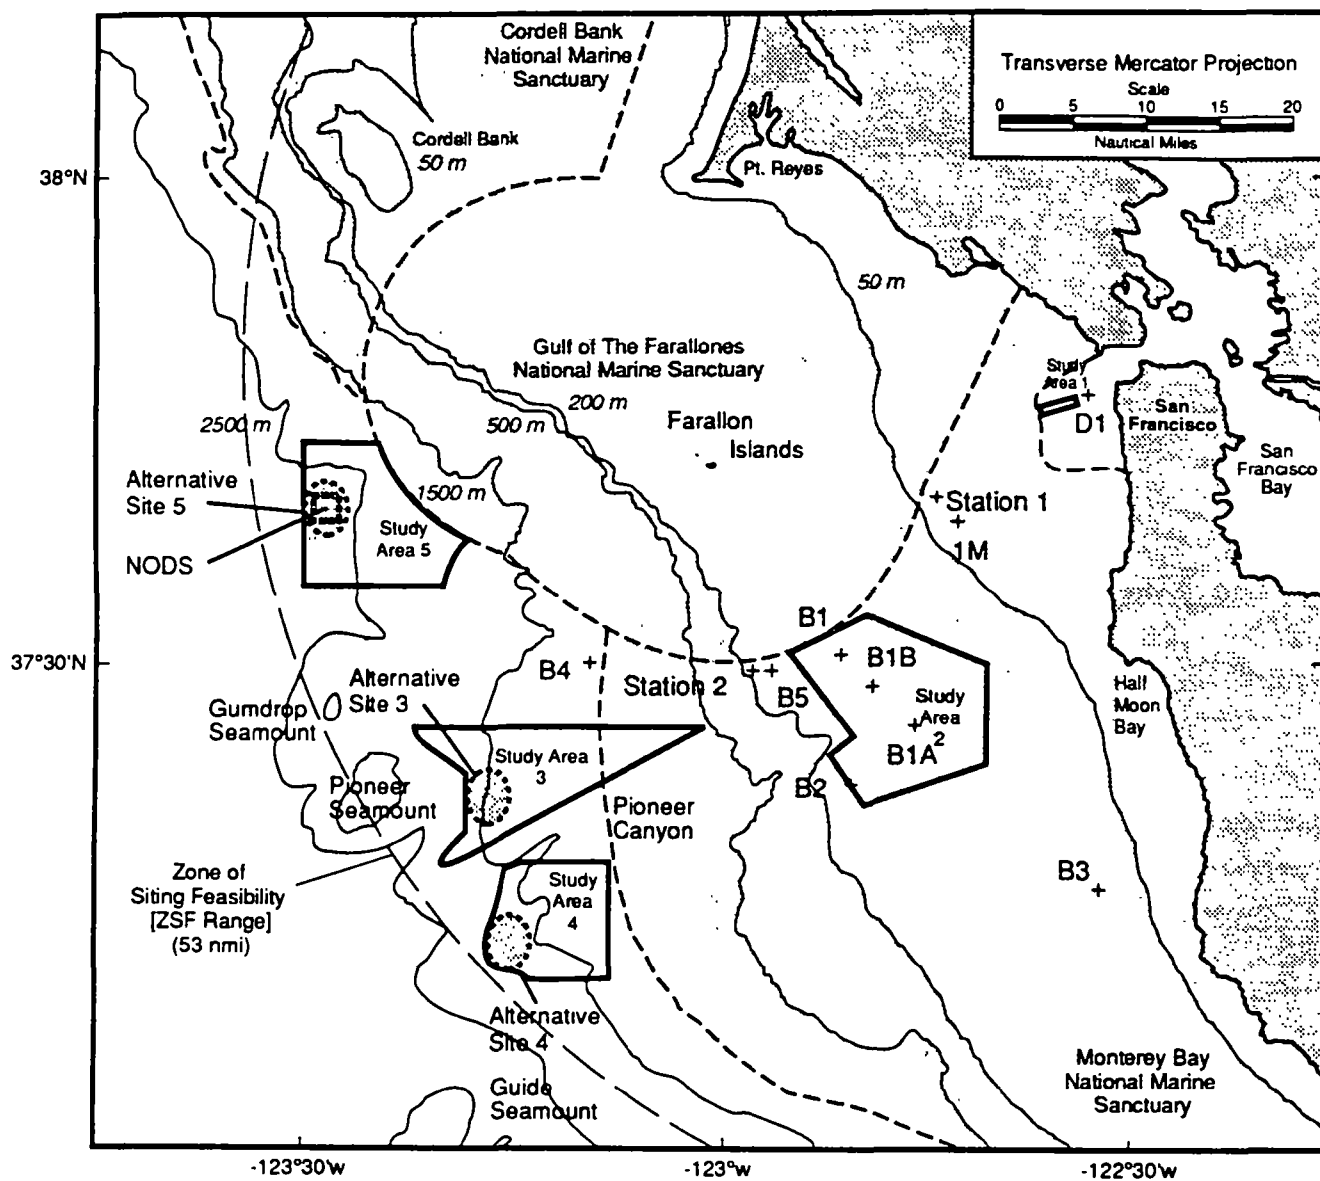 Cordell Bank
National Marine
Sanctuary
Transverse Mercator Projection
Scale
0 5 10 15 20
Nautical Miles
Cordell Bank
50 m
Pt. Reyes
38°N
50 m
Gulf of The Farallones
National Marine Sanctuary
200 m
500 m
2500 m
1500 m
Farallon
Islands
Study
Area 1
D1
San
Francisco
San
Francisco
Bay
Alternative
Site 5
NODS
Study
Area 5
Station 1
1M
37°30'N
B1
B1B
B4
Station 2
B5
Study
Area
2
B1A
B2
Half
Moon
Bay
Alternative
Site 3
Gumdrop
Seamount
Study Area
3
Pioneer
Seamount
Pioneer
Canyon
Zone of
Siting Feasibility
[ZSF Range]
(53 nmi)
Study
Area
4
B3
Alternative
Site 4
Guide
Seamount
Monterey Bay
National Marine
Sanctuary
-123°30'W
-123°W
-122°30'W